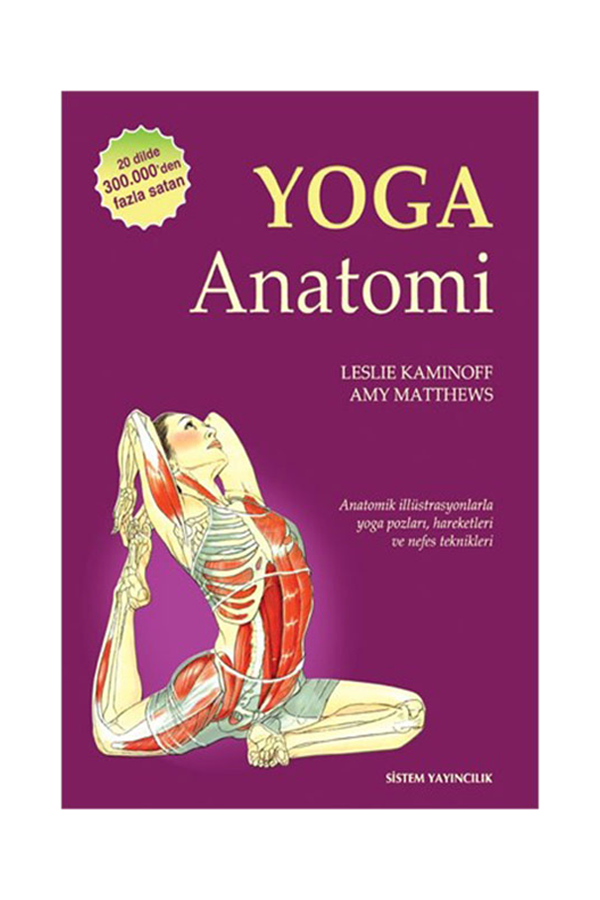 20 dilde
300.000'den
fazla satan
YOGA
Anatomi
LESLIE KAMINOFF
AMY MATTHEWS
Anatomik illüstrasyonlarla
yoga pozları, hareketleri
ve nefes teknikleri
SİSTEM YAYINCILIK